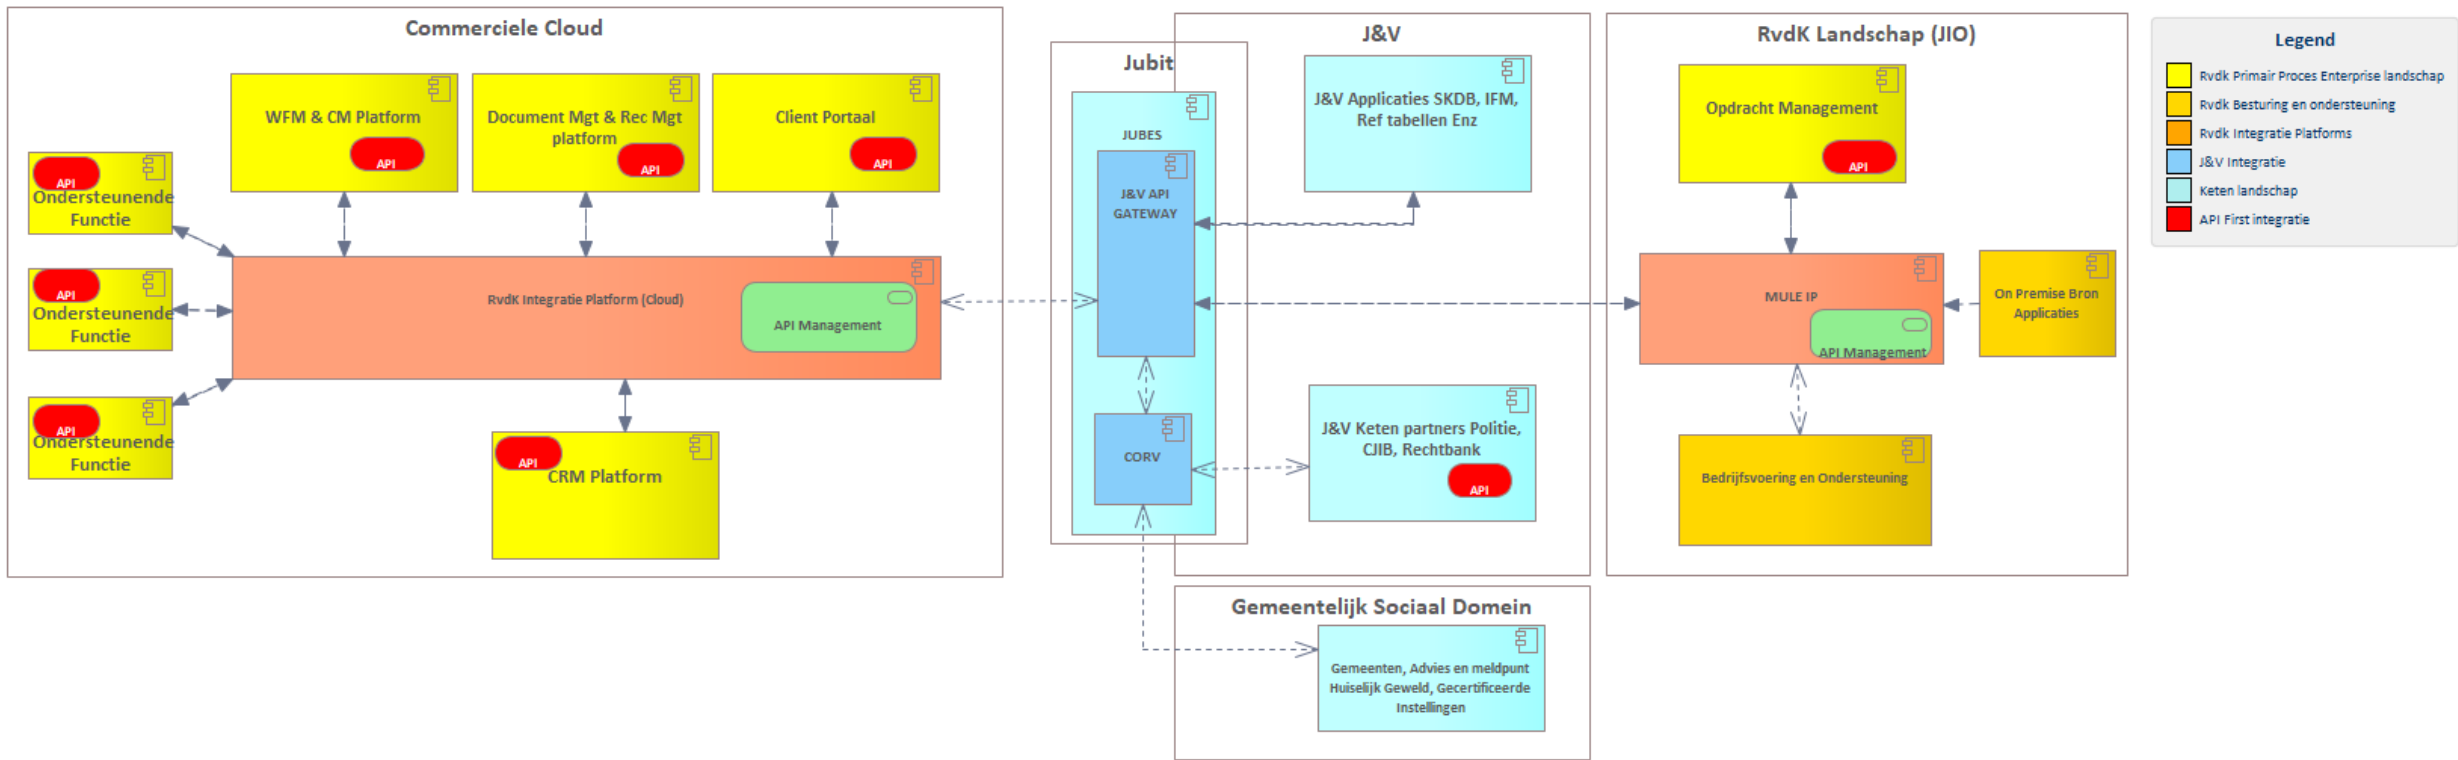 Commerciele Cloud
WFM & CM Platform
API
Document Mgt & Rec Mgt
platform
API
Client Portaal
API
API
Ondersteunende
Functie
API
Ondersteunende
Functie
API
Ondersteunende
Functie
RvdK Integratie Platform (Cloud)
API Management
API
CRM Platform
Jubit
JUBES
J&V API
GATEWAY
CORV
J&V
J&V Applicaties SKDB, IFM,
Ref tabellen Enz
J&V Keten partners Politie,
CJIB, Rechtbank
API
Gemeentelijk Sociaal Domein
Gemeenten, Advies en meldpunt
Huiselijk Geweld, Gecertificeerde
Instellingen
RvdK Landschap (JIO)
Opdracht Management
API
MULE IP
API Management
On Premise Bron
Applicaties
Bedrijfsvoering en Ondersteuning
Legend
Rvdk Primair Proces Enterprise landschap
Rvdk Besturing en ondersteuning
Rvdk Integratie Platforms
J&V Integratie
Keten landschap
API First integratie